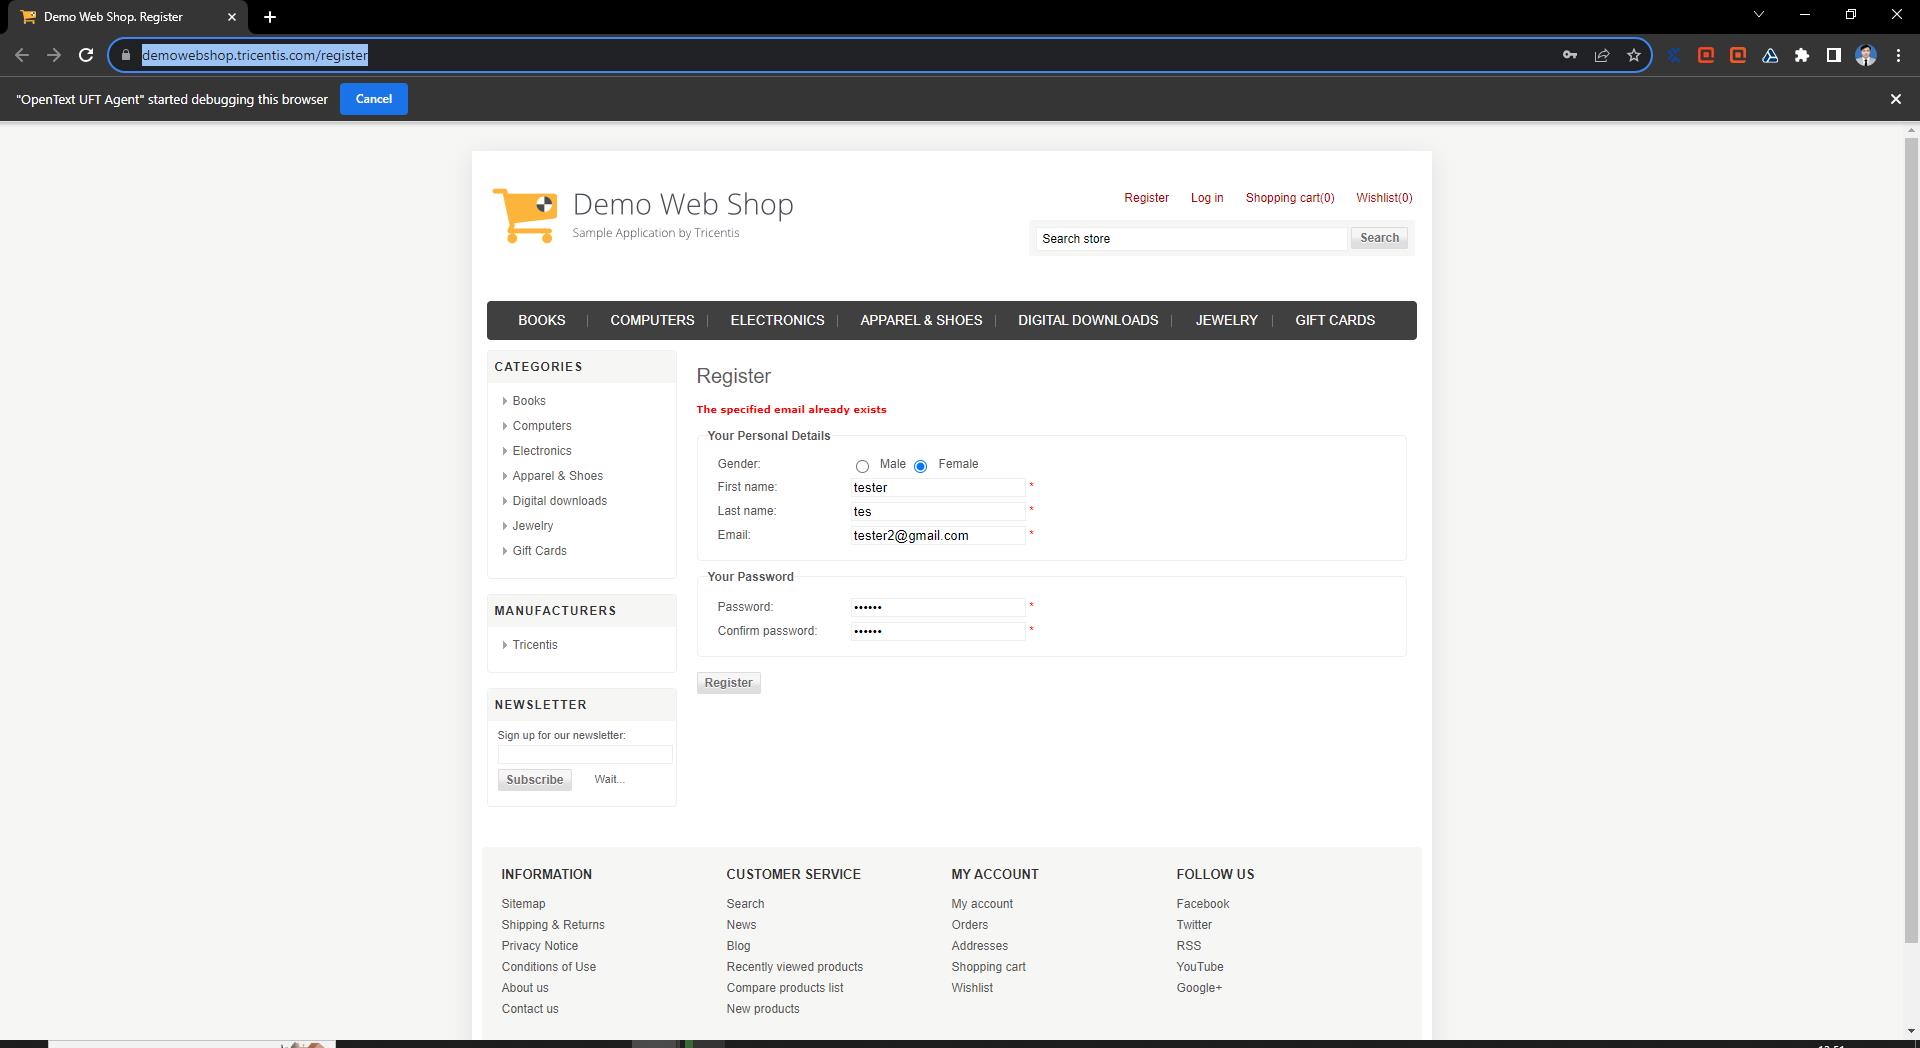 Demo Web Shop. Register
demowebshop.tricentis.com/register
"OpenText UFT Agent" started debugging this browser
Cancel
Demo Web Shop
Sample Application by Tricentis
Register
Log in
Shopping cart(0)
Wishlist(0)
Search store
Search
BOOKS
COMPUTERS
ELECTRONICS
APPAREL & SHOES
DIGITAL DOWNLOADS
JEWELRY
GIFT CARDS
CATEGORIES
Books
Computers
Electronics
Apparel & Shoes
Digital downloads
Jewelry
Gift Cards
MANUFACTURERS
Tricentis
NEWSLETTER
Sign up for our newsletter:
Subscribe
Wait...
Register
The specified email already exists
Your Personal Details
Gender:
Male
Female
First name:
tester
*
Last name:
tes
*
Email:
tester2@gmail.com
*
Your Password
Password:
••••••
*
Confirm password:
••••••
*
Register
INFORMATION
Sitemap
Shipping & Returns
Privacy Notice
Conditions of Use
About us
Contact us
CUSTOMER SERVICE
Search
News
Blog
Recently viewed products
Compare products list
New products
MY ACCOUNT
My account
Orders
Addresses
Shopping cart
Wishlist
FOLLOW US
Facebook
Twitter
RSS
YouTube
Google+